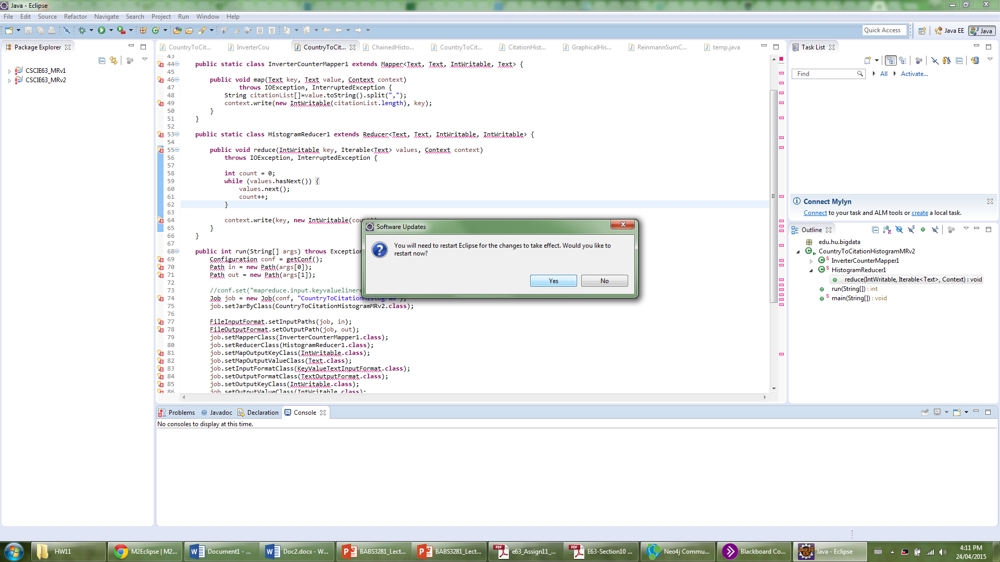 Java - Eclipse
File Edit Source Refactor Navigate Search Project Run Window Help
Quick Access Java EE Java
Package Explorer
CSCIE63_MRv1
CSCIE63_MRv2
CountryToCit... InverterCou CountryToCit... ChainedHisto... CountryToCit... CitationHist... GraphicalHis... ReinmannSumC... temp.java
43
44 public static class InverterCounterMapper1 extends Mapper<Text, Text, IntWritable, Text> {
45
46 public void map(Text key, Text value, Context context)
47 throws IOException, InterruptedException {
48 String citationList[]=value.toString().split(",");
49 context.write(new IntWritable(citationList.length), key);
50 }
51 }
52
53 public static class HistogramReducer1 extends Reducer<Text, Text, IntWritable, IntWritable> {
54
55 public void reduce(IntWritable key, Iterable<Text> values, Context context)
56 throws IOException, InterruptedException {
57
58 int count = 0;
59 while (values.hasNext()) {
60 values.next();
61 count++;
62 }
63
64 context.write(key, new IntWritable(cou
65 }
66 }
67
68 public int run(String[] args) throws Exception
69 Configuration conf = getConf();
70 Path in = new Path(args[0]);
71 Path out = new Path(args[1]);
72
73 //conf.set("mapreduce.input.keyvaluelinere
74 Job job = new Job(conf, "CountryToCitationHistogram");
75 job.setJarByClass(CountryToCitationHistogramMRv2.class);
76
77 FileInputFormat.setInputPaths(job, in);
78 FileOutputFormat.setOutputPath(job, out);
79 job.setMapperClass(InverterCounterMapper1.class);
80 job.setReducerClass(HistogramReducer1.class);
81 job.setMapOutputKeyClass(IntWritable.class);
82 job.setMapOutputValueClass(Text.class);
83 job.setInputFormatClass(KeyValueTextInputFormat.class);
84 job.setOutputFormatClass(TextOutputFormat.class);
85 job.setOutputKeyClass(IntWritable.class);
86 job.setOutputValueClass(IntWritable.class);
Software Updates
You will need to restart Eclipse for the changes to take effect. Would you like to
restart now?
Yes No
Task List
Find All Activate...
Connect Mylyn
Connect to your task and ALM tools or create a local task.
Outline
edu.hu.bigdata
CountryToCitationHistogramMRv2
InverterCounterMapper1
HistogramReducer1
reduce(IntWritable, Iterable<Text>, Context) : void
run(String[]) : int
main(String[]) : void
Problems @ Javadoc Declaration Console
No consoles to display at this time.
HW11 M2Eclipse | M2... Document1 - ... Doc2.docx - W... BABS3281_Lect... BABS3281_Lect... e63_Assign11_... E63-Section10 ... Neo4j Commu... Blackboard Co... Java - Eclipse
4:11 PM
24/04/2015